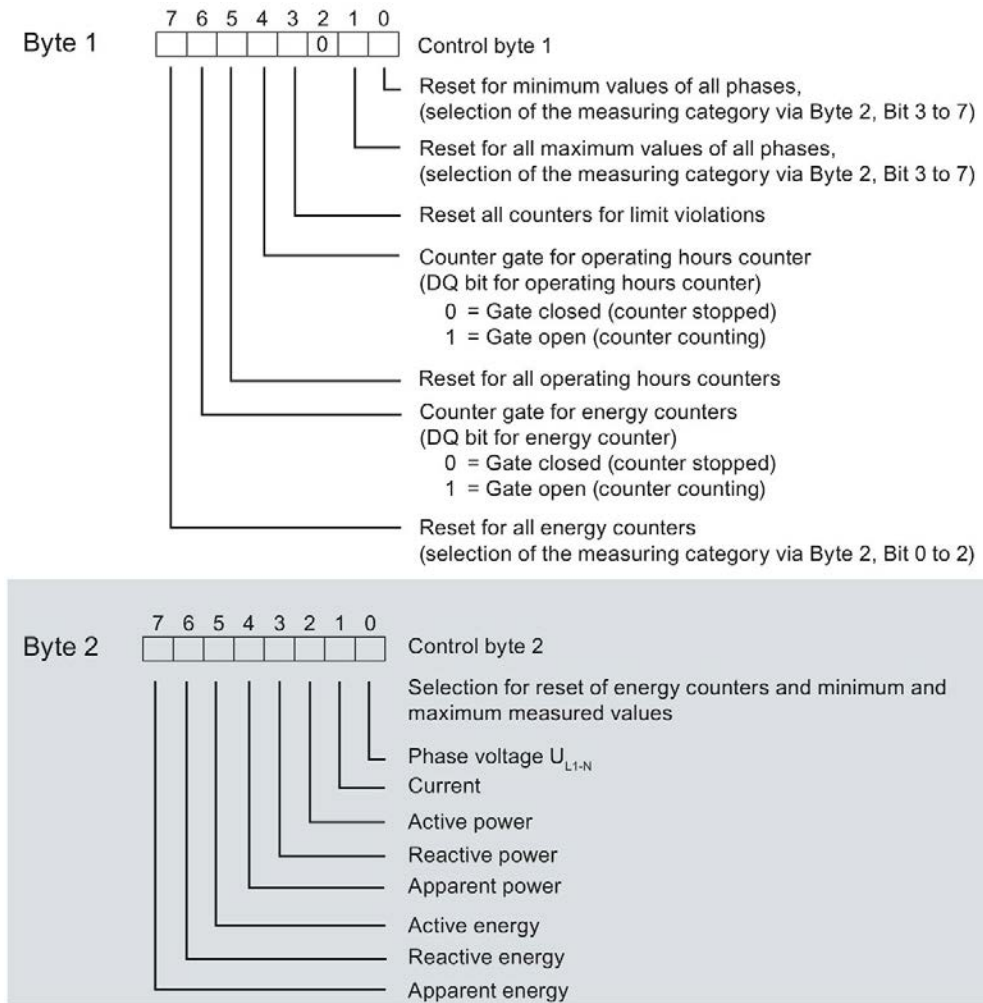 7 6 5 4 3 2 1 0
Byte 1
0
Control byte 1
Reset for minimum values of all phases,
(selection of the measuring category via Byte 2, Bit 3 to 7)
Reset for all maximum values of all phases,
(selection of the measuring category via Byte 2, Bit 3 to 7)
Reset all counters for limit violations
Counter gate for operating hours counter
(DQ bit for operating hours counter)
0 = Gate closed (counter stopped)
1 = Gate open (counter counting)
Reset for all operating hours counters
Counter gate for energy counters
(DQ bit for energy counter)
0 = Gate closed (counter stopped)
1 = Gate open (counter counting)
Reset for all energy counters
(selection of the measuring category via Byte 2, Bit 0 to 2)
7 6 5 4 3 2 1 0
Byte 2
Control byte 2
Selection for reset of energy counters and minimum and
maximum measured values
Phase voltage UL1-N
Current
Active power
Reactive power
Apparent power
Active energy
Reactive energy
Apparent energy